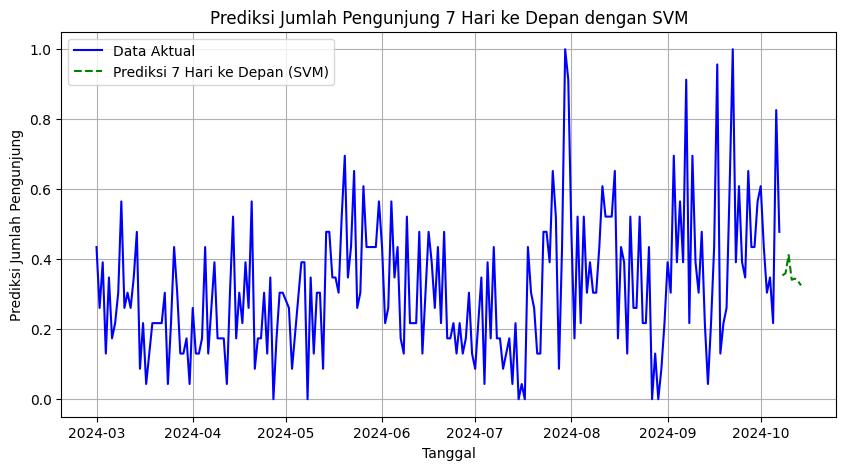 Prediksi Jumlah Pengunjung 7 Hari ke Depan dengan SVM
Data Aktual
Prediksi 7 Hari ke Depan (SVM)
Prediksi Jumlah Pengunjung
1.0
0.8
0.6
0.4
0.2
0.0
2024-03 2024-04 2024-05 2024-06 2024-07 2024-08 2024-09 2024-10
Tanggal